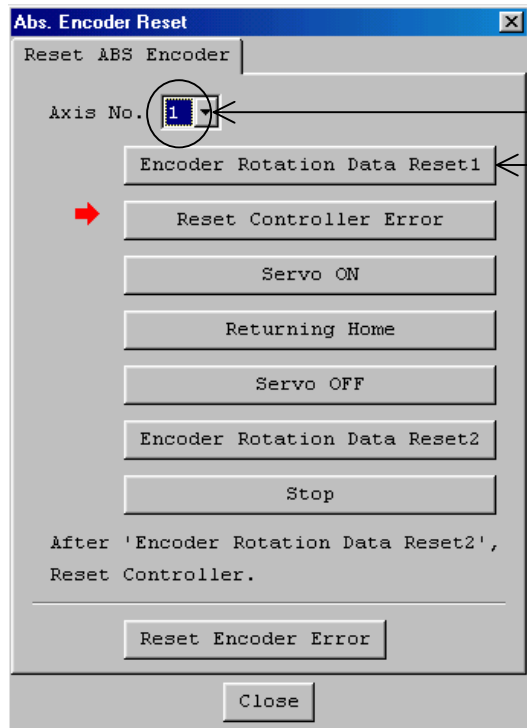 Abs. Encoder Reset
Reset ABS Encoder
Axis No. 1
Encoder Rotation Data Reset1
Reset Controller Error
Servo ON
Returning Home
Servo OFF
Encoder Rotation Data Reset2
Stop
After 'Encoder Rotation Data Reset2',
Reset Controller.
Reset Encoder Error
Close